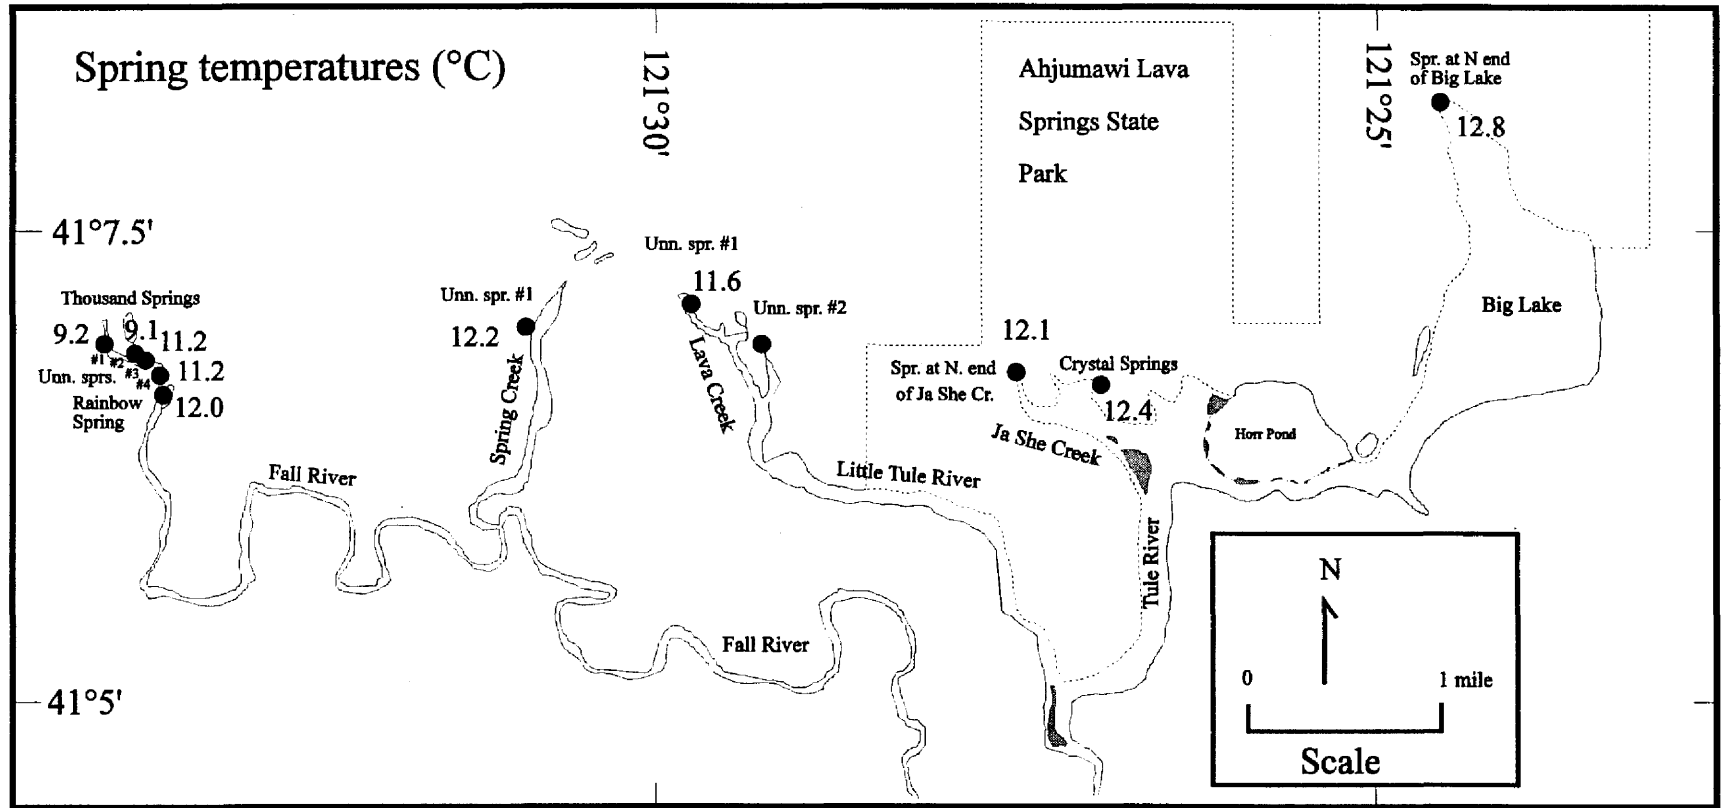 Spring temperatures (°C)
121°30'
Ahjumawi Lava
Springs State
Park
121°25'
Spr. at N end
of Big Lake
12.8
41°7.5'
Thousand Springs
9.2
9.1
11.2
#1
#2
#3
#4
Unn. sprs.
11.2
Rainbow
Spring
12.0
Unn. spr. #1
12.2
Spring Creek
Unn. spr. #1
11.6
Unn. spr. #2
Lava Creek
12.1
Spr. at N. end
of Ja She Cr.
Crystal Springs
12.4
Ja She Creek
Horr Pond
Big Lake
Fall River
Little Tule River
Tule River
Fall River
41°5'
N
0
1 mile
Scale